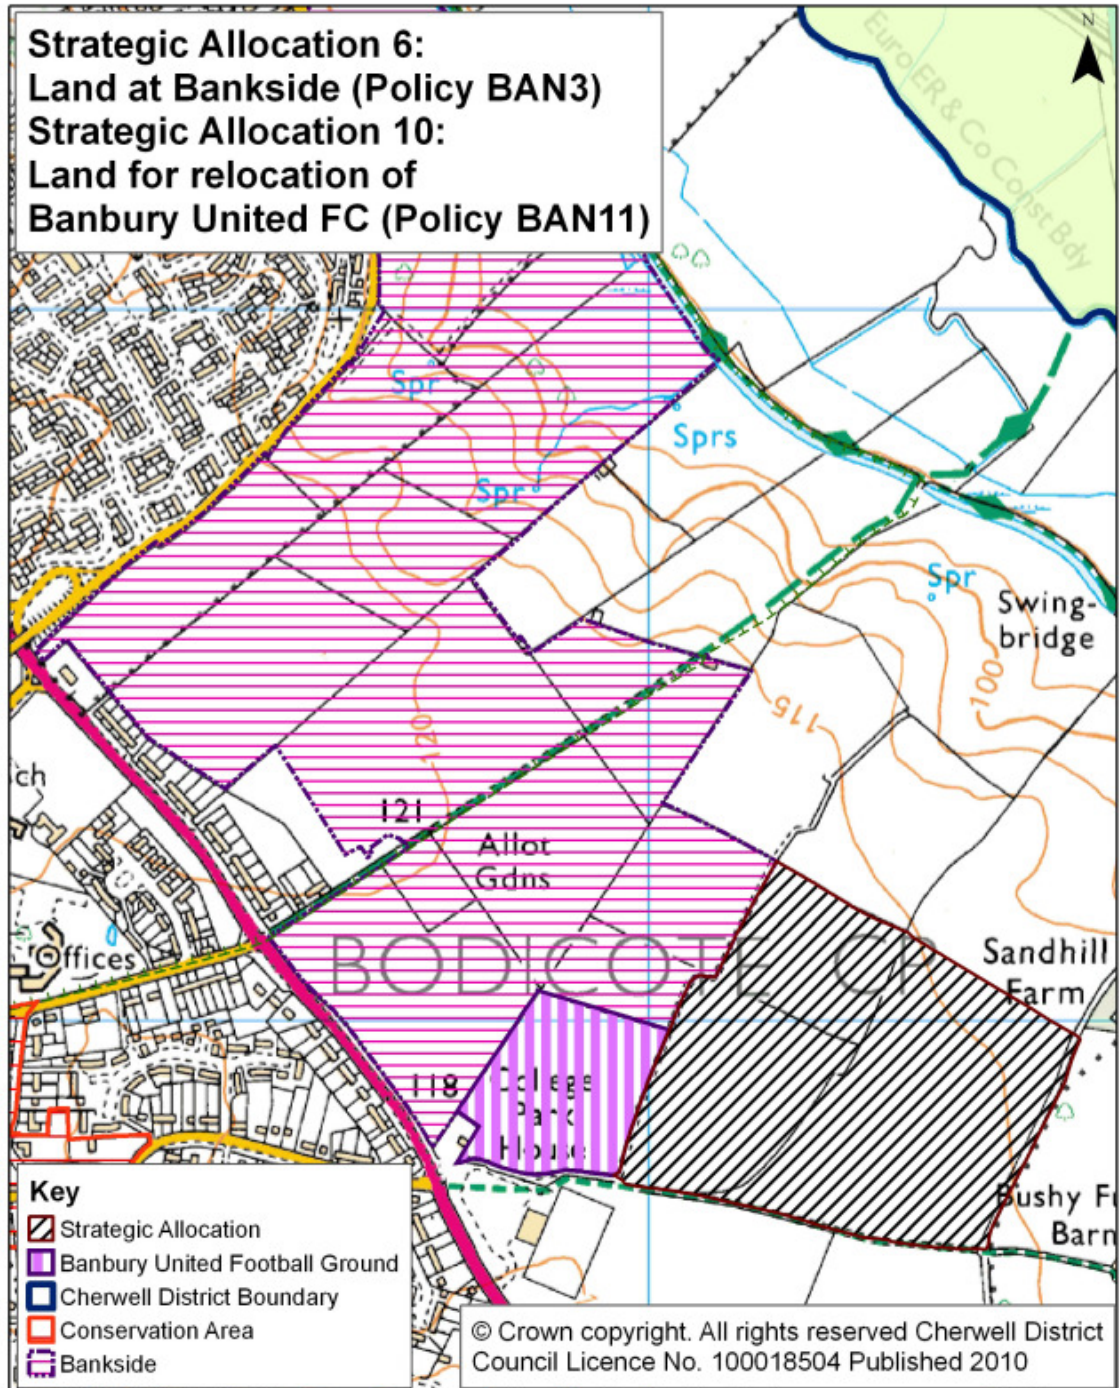 Strategic Allocation 6:
Land at Bankside (Policy BAN3)
Strategic Allocation 10:
Land for relocation of
Banbury United FC (Policy BAN11)
N
EuroER & Co Const Bdy
Spr
Sprs
Spr
Spr
Swing-
bridge
100
115
120
ch
121
Allot
Gdns
Offices
BODICOTE CP
Sandhill
Farm
118
College
Park
House
Bushy F
Barn
Key
Strategic Allocation
Banbury United Football Ground
Cherwell District Boundary
Conservation Area
Bankside
© Crown copyright. All rights reserved Cherwell District
Council Licence No. 100018504 Published 2010